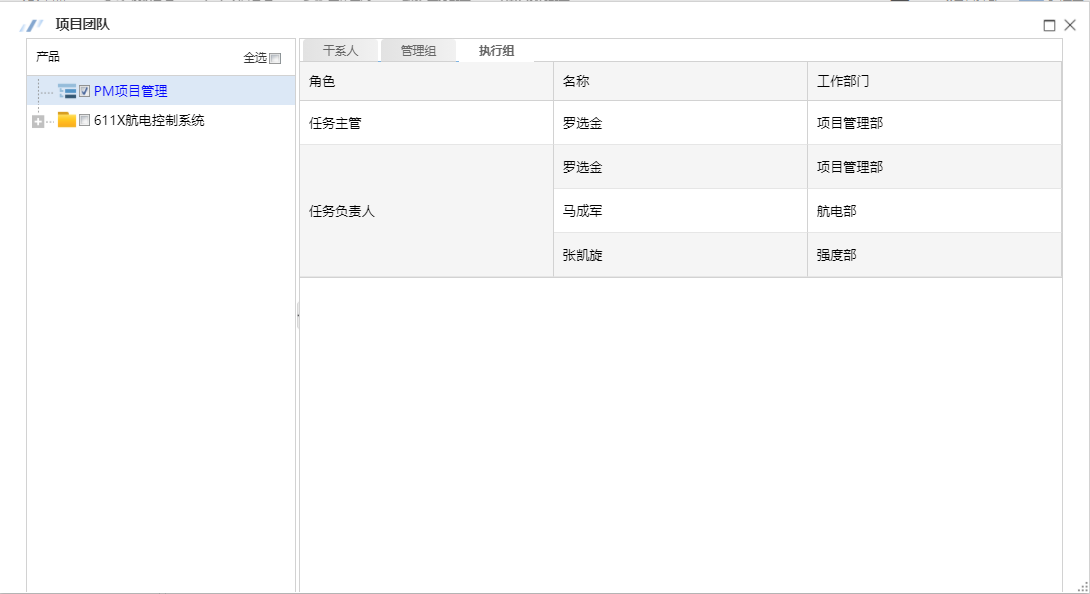 项目团队
产品 全选
PM项目管理
611X航电控制系统
干系人 管理组 执行组
角色 名称 工作部门
任务主管 罗选金 项目管理部
罗选金 项目管理部
任务负责人 马成军 航电部
张凯旋 强度部